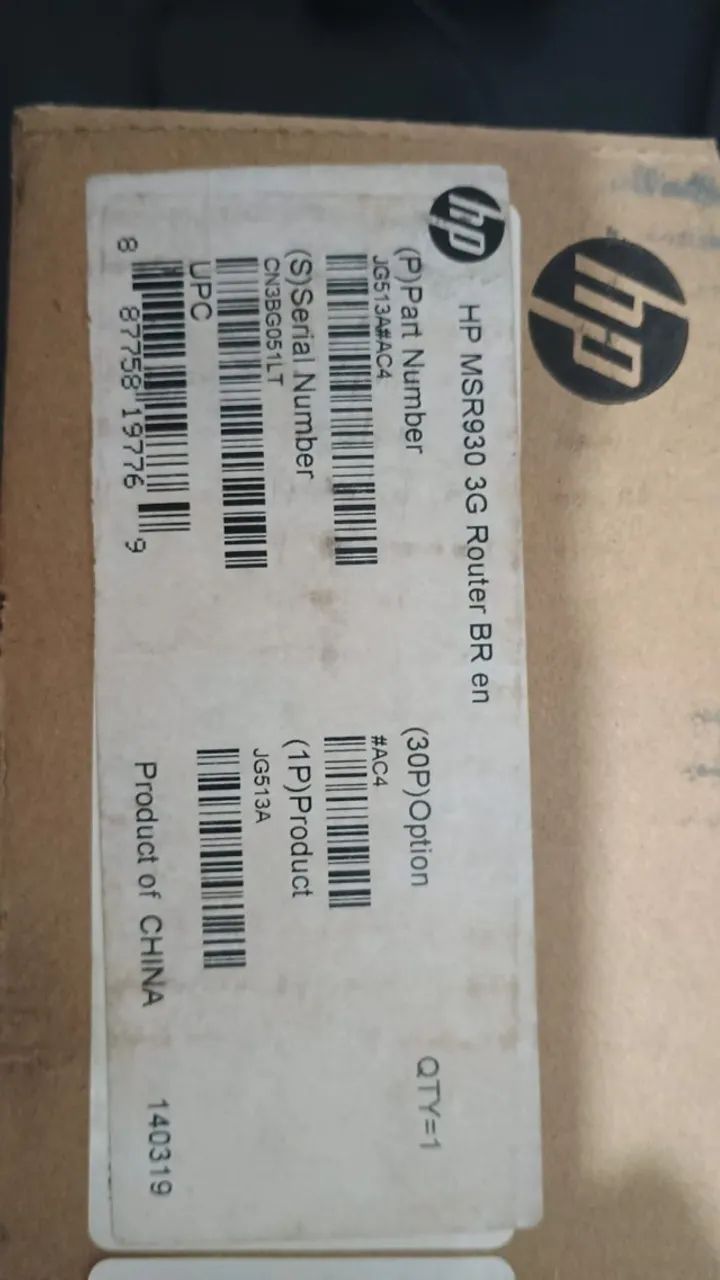 hp
hp
HP MSR930 3G Router BR en
(P)Part Number
JG513A#AC4
(30P)Option
#AC4
QTY=1
(S)Serial Number
CN3BG051LT
(1P)Product
JG513A
UPC
8 87758 19776 9
Product of CHINA
140319